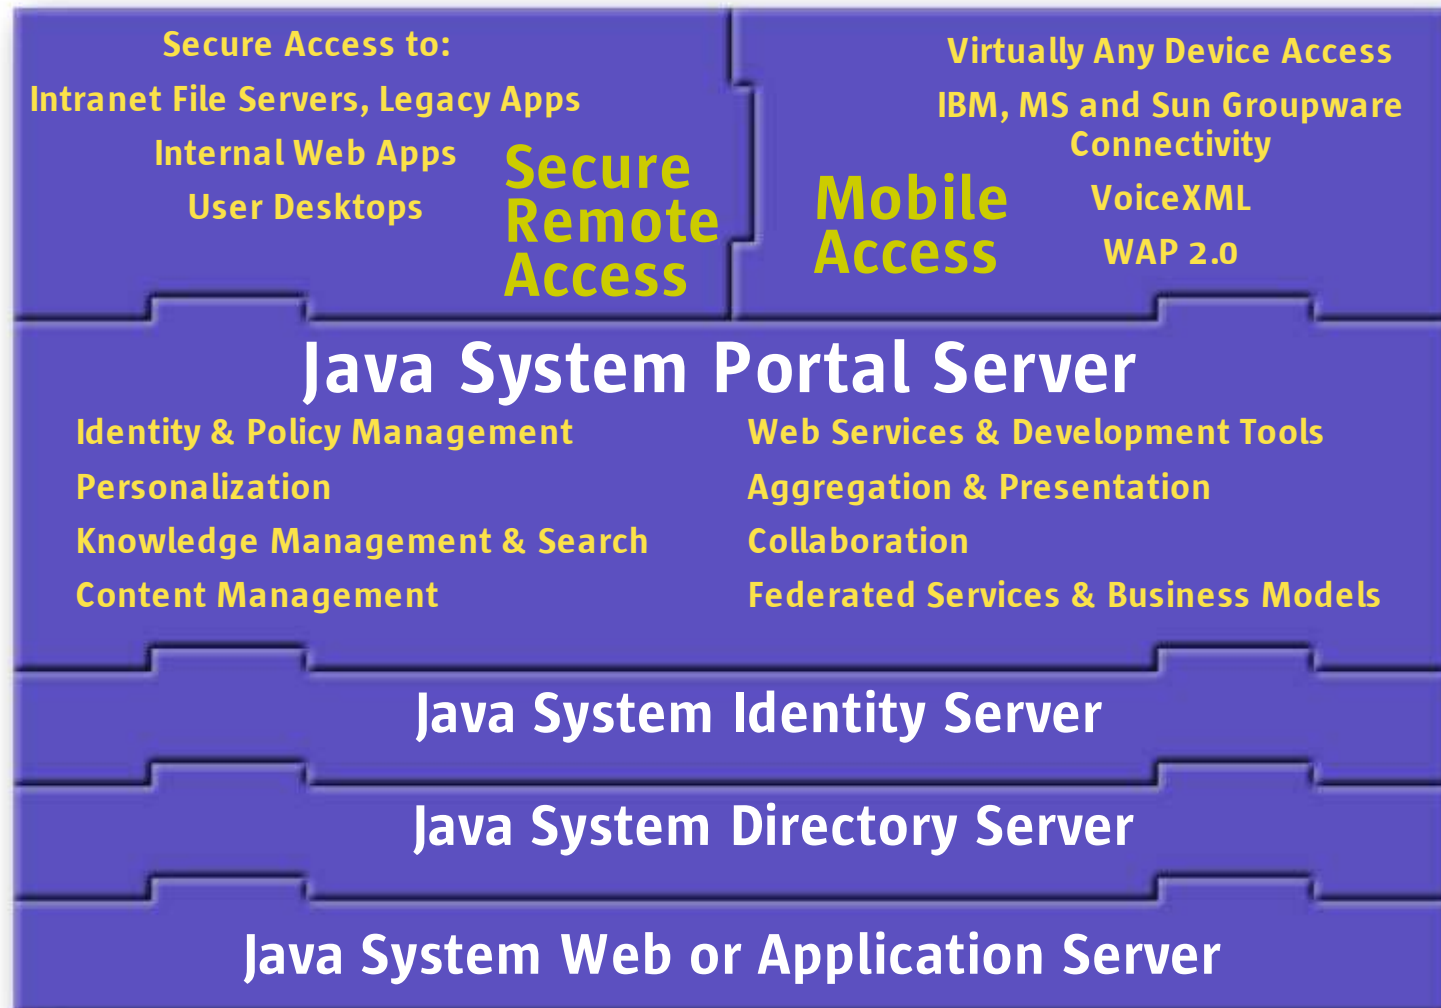 Secure Access to:
Intranet File Servers, Legacy Apps
Internal Web Apps
User Desktops
Secure
Remote
Access
Virtually Any Device Access
IBM, MS and Sun Groupware
Connectivity
VoiceXML
WAP 2.0
Mobile
Access
Java System Portal Server
Identity & Policy Management
Personalization
Knowledge Management & Search
Content Management
Web Services & Development Tools
Aggregation & Presentation
Collaboration
Federated Services & Business Models
Java System Identity Server
Java System Directory Server
Java System Web or Application Server